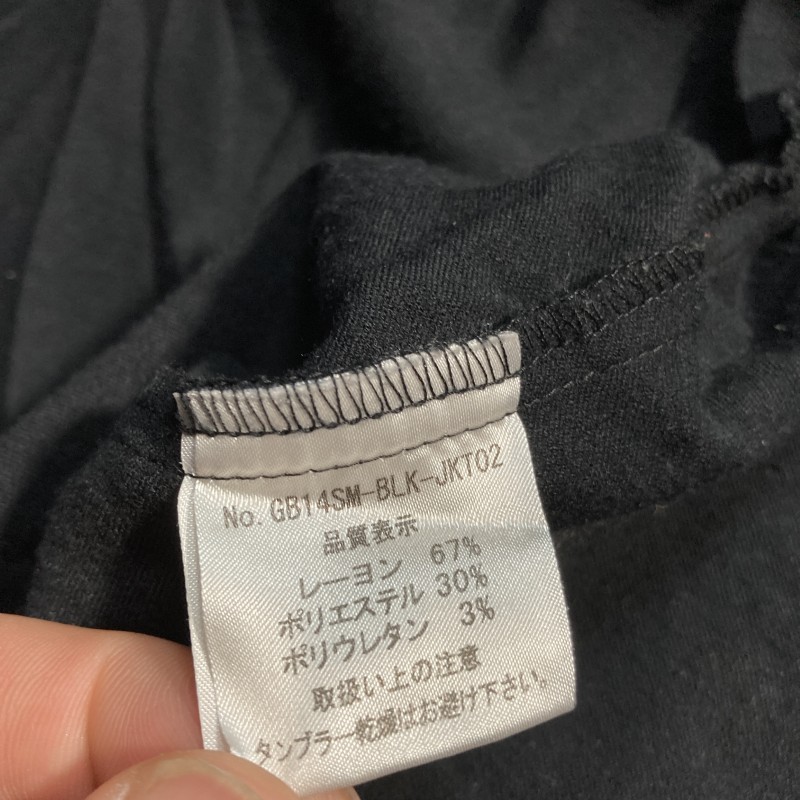 No. GB14SM-BLK-JKT02
品質表示
レーヨン 67%
ポリエステル 30%
ポリウレタン 3%
取扱い上の注意
タンブラー乾燥はお避け下さい。